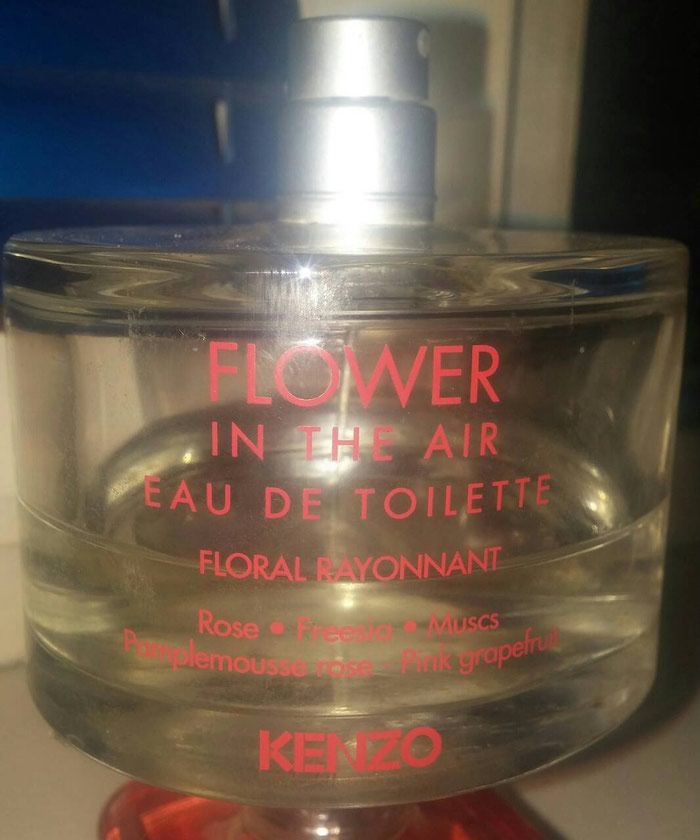 FLOWER
IN THE AIR
EAU DE TOILETTE
FLORAL RAYONNANT
Rose • Freesia • Muscs
Pamplemousse rose - Pink grapefruit
KENZO